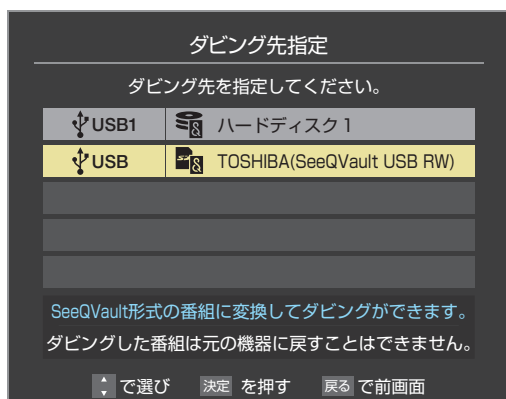 ダビング先指定
ダビング先を指定してください。
USB1 ハードディスク1
USB TOSHIBA(SeeQVault USB RW)
SeeQVault形式の番組に変換してダビングができます。
ダビングした番組は元の機器に戻すことはできません。
で選び 決定 を押す 戻る で前画面